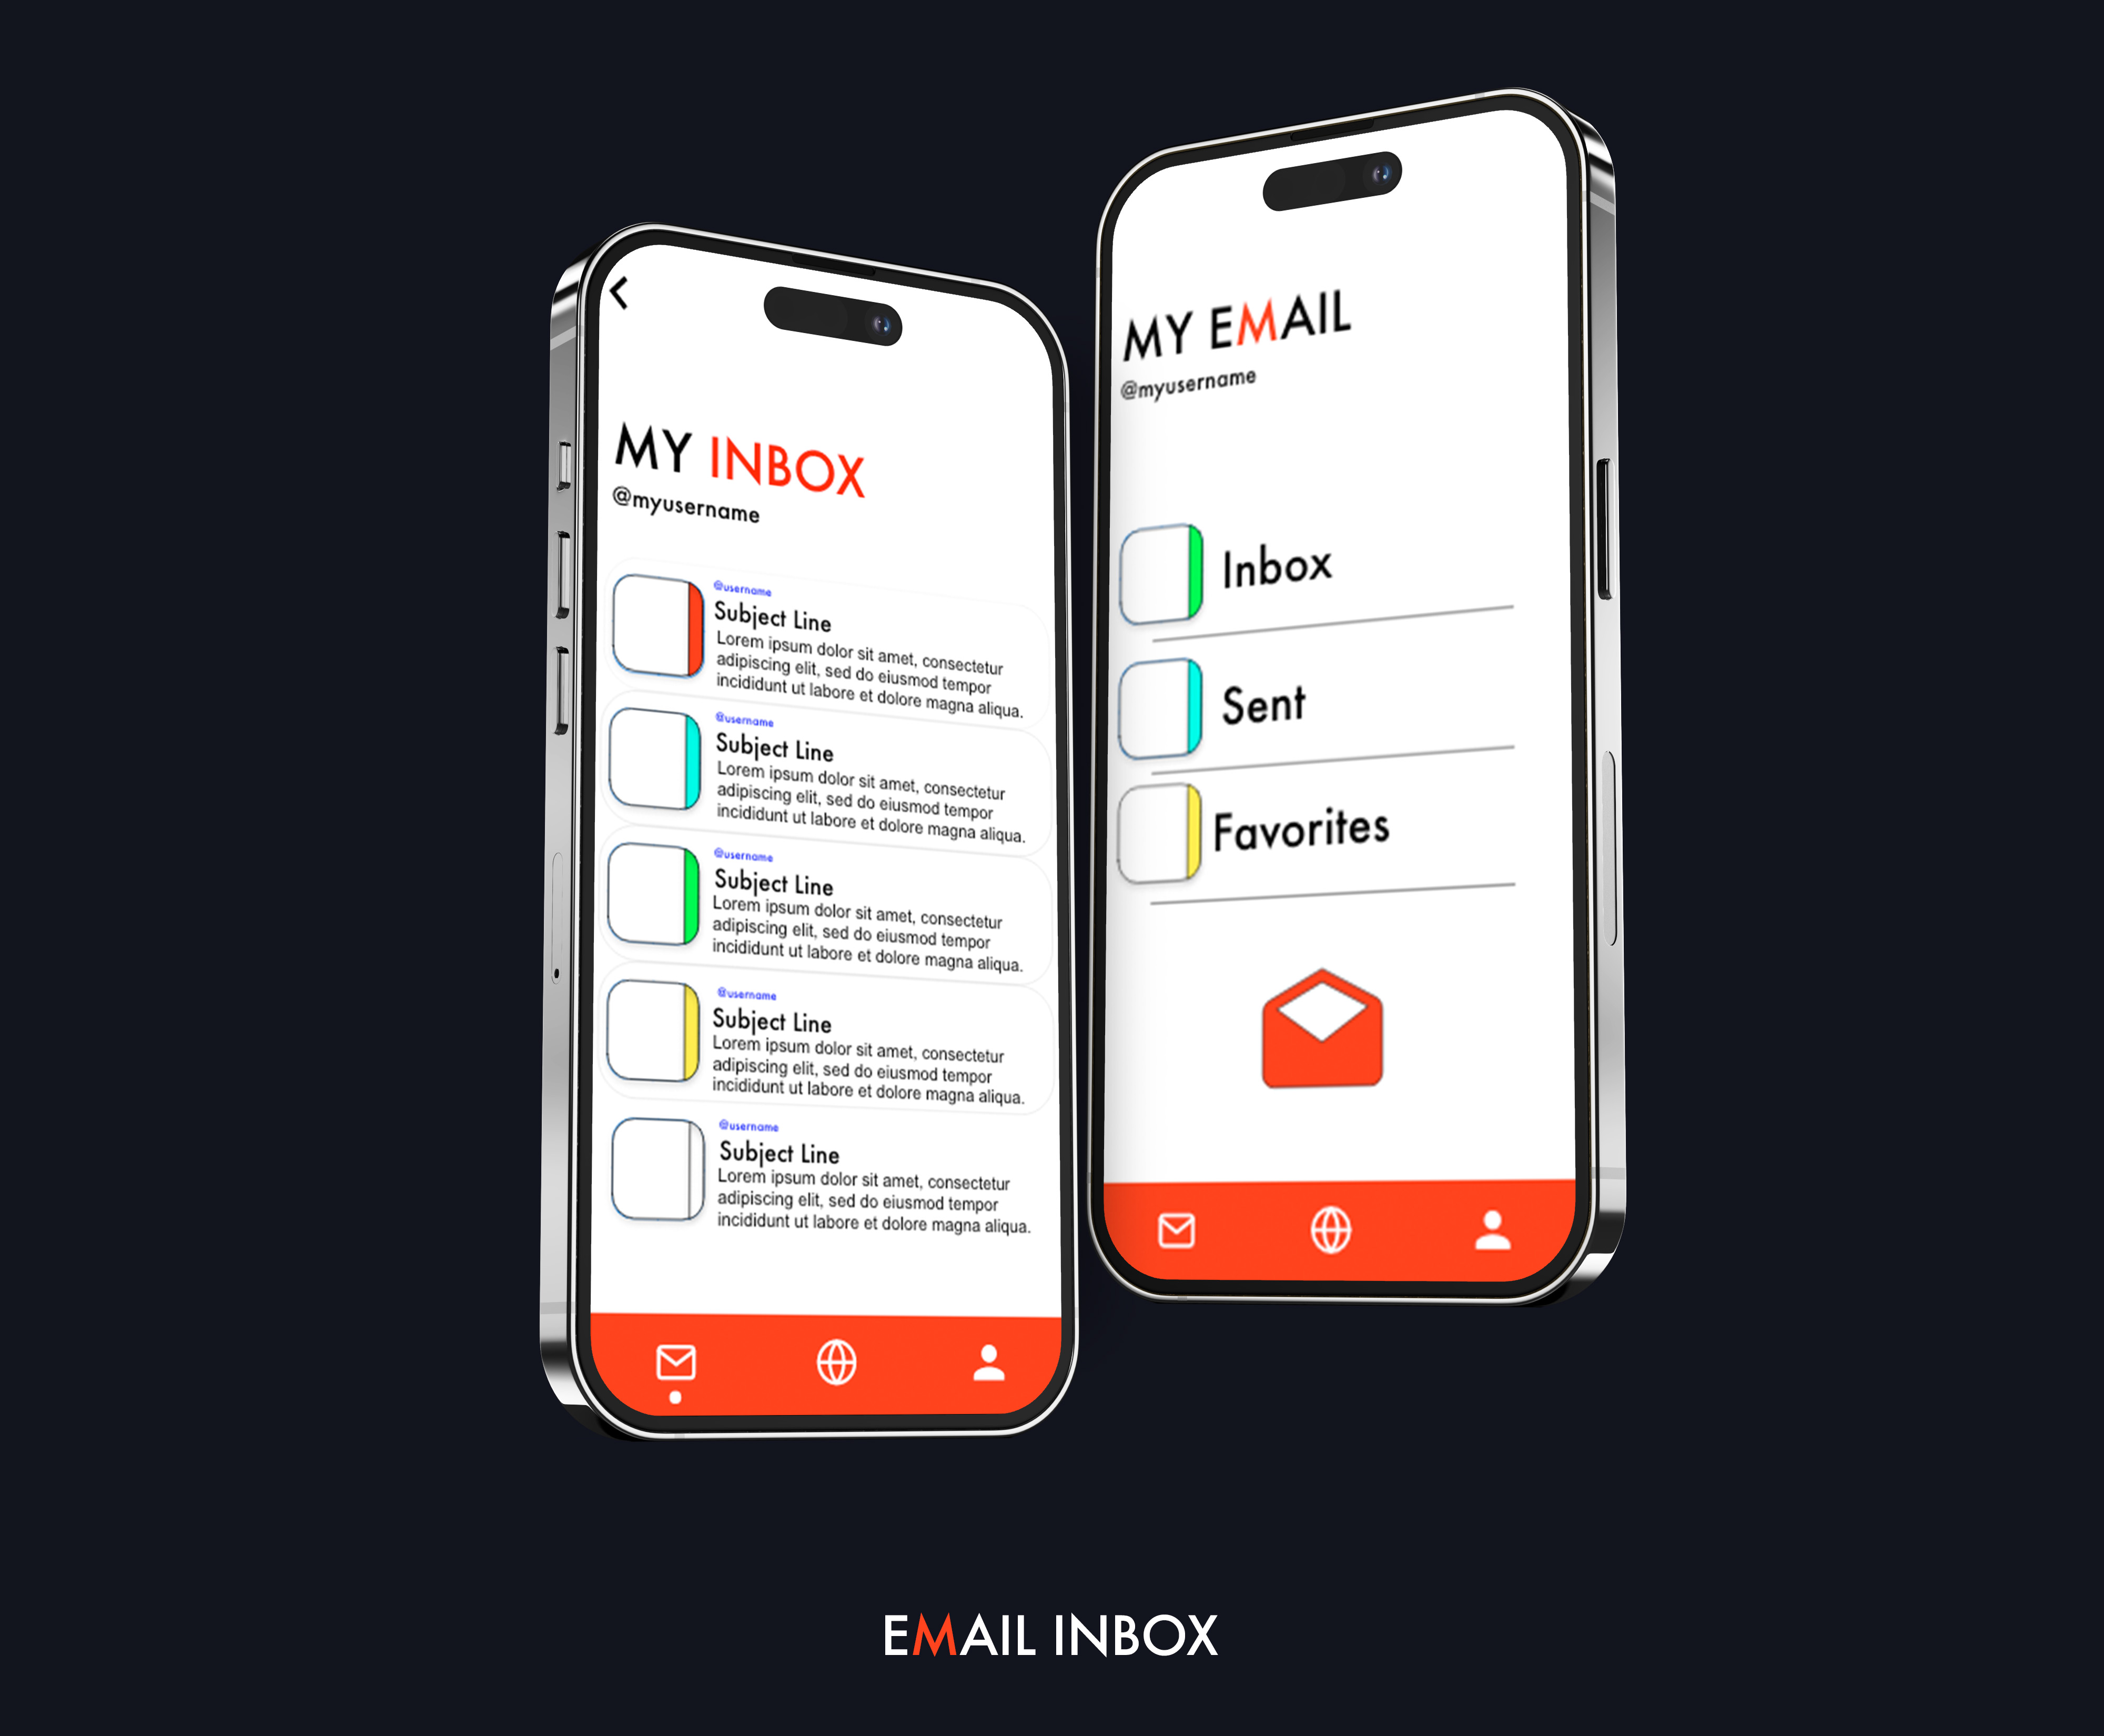 MY INBOX
@myusername
@username
Subject Line
Lorem ipsum dolor sit amet, consectetur
adipiscing elit, sed do eiusmod tempor
incididunt ut labore et dolore magna aliqua.
@username
Subject Line
Lorem ipsum dolor sit amet, consectetur
adipiscing elit, sed do eiusmod tempor
incididunt ut labore et dolore magna aliqua.
@username
Subject Line
Lorem ipsum dolor sit amet, consectetur
adipiscing elit, sed do eiusmod tempor
incididunt ut labore et dolore magna aliqua.
@username
Subject Line
Lorem ipsum dolor sit amet, consectetur
adipiscing elit, sed do eiusmod tempor
incididunt ut labore et dolore magna aliqua.
@username
Subject Line
Lorem ipsum dolor sit amet, consectetur
adipiscing elit, sed do eiusmod tempor
incididunt ut labore et dolore magna aliqua.
MY EMAIL
@myusername
Inbox
Sent
Favorites
EMAIL INBOX